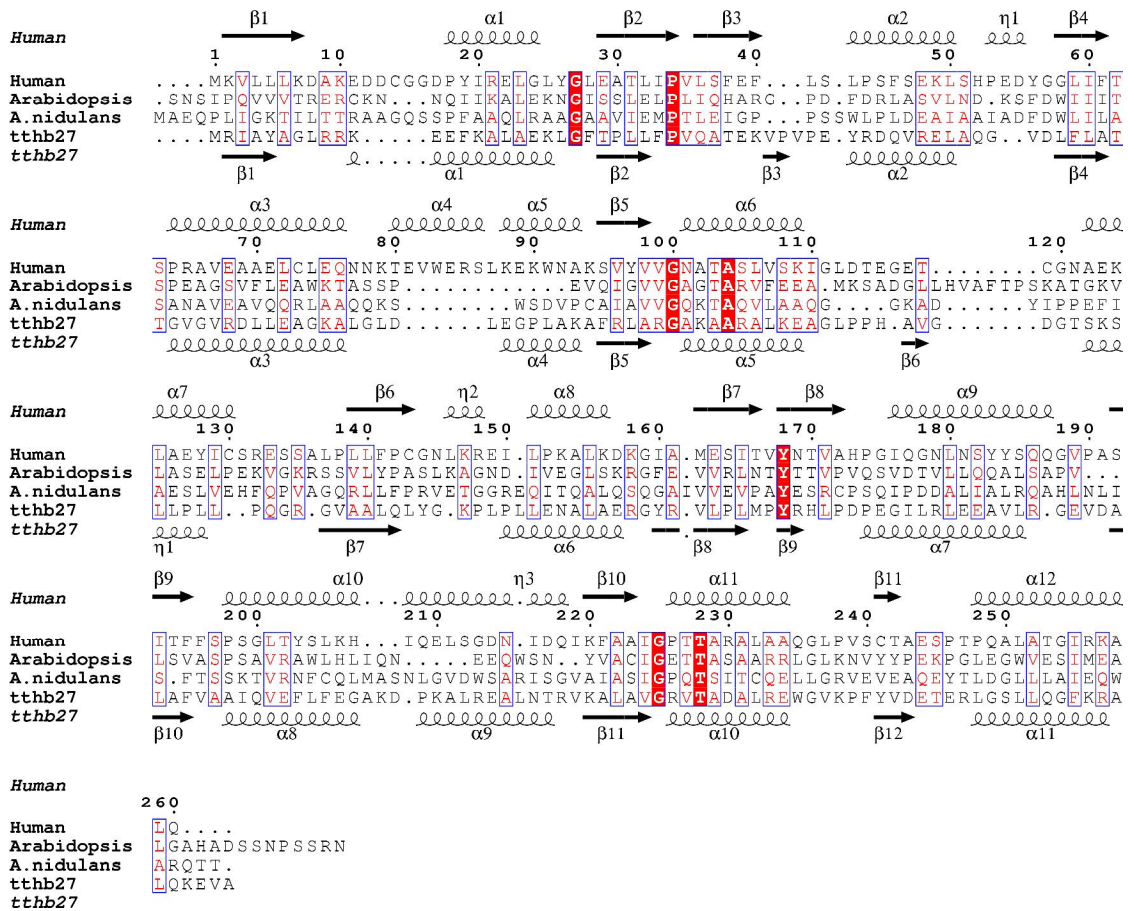 β1 α1 β2 β3 α2 η1 β4
Human
1 10 20 30 40 50 60
Human ....MKVLLLKDAKEDDCGGDPYIRELGLYGLEATLIPVLSFEF...LS.LPSFSEKLSHPEDYGGLIFT
Arabidopsis .SNSIPQVVVTRERGKN...NQIIKALEKNGISSLELPLIQHARG...PD.FDRLASVLND.KSFDWIIIT
A.nidulans MAEQPLIGKTILTTRAAGQSSPFAAQLRAAGAAVIEMPTLEIGP...PSSWLPLDEAIAAIADFDWLILA
tthb27 ....MRIAYAGLRRK......EEFKALAEKLGFTPLLFPVQATEKVPVPEYRDQVRELAQG..VDLFLAT
tthb27
β1 α1 β2 β3 α2 β4
α3 α4 α5 β5 α6
Human
70 80 90 100 110 120
Human SPRAVEAAELCLEQNNKTEVWERSLKEKWNAKSVYVVGNATASLVSKIGLDTEGET........CGNAEK
Arabidopsis SPEAGSVFLEAWKTASSP............EVQIGVVGAGTARVFEEA.MKSADGLLHVAFTPSKATGKV
A.nidulans SANAVEAVQQRLAAQQKS.......WSDVPCAIAVVGQKTAQVLAAQG....GKAD.....YIPPEFI
tthb27 TGVGVRDLLEAGKALGLD.......LEGPLAKAFRLARGAKAARALKEAGLPPH.AVG.......DGTSKS
tthb27
α3 α4 β5 α5 β6
α7 β6 η2 α8 β7 β8 α9
Human
130 140 150 160 170 180 190
Human LAEYICSRESSALPLLFPCGNLKREI.LPKALKDKGIA.MESITVYNTVAHPGIQGNLNSYYSQQGVPAS
Arabidopsis LASELPEKVGKRSSVLYPASLKAGND.IVEGLSKRGFE.VVRLNTYTTVPVQSVDTVLLQQALSAPV...
A.nidulans AESLVEHFQPVAGQRLLFPRVETGGREQITQALQSQGAIVVEVPAYESRCPSQIPDDALIALRQAHLNLI
tthb27 LLPLL..PQGR.GVAALQLYG.KPLPLLENALAERGYR.VLPLMPYRHLPDPEGILRLEEAVLR.GEVDA
tthb27
η1 β7 α6 β8 β9 α7
β9 α10 η3 β10 α11 β11 α12
Human
200 210 220 230 240 250
Human ITFFSPSGLTYSLKH...IQELSGDN.IDQIKFAAIGPTTARALAAQGLPVSCTAESPTPQALATGIRKA
Arabidopsis LSVASPSAVRAWLHLIQN....EEQWSN..YVACIGETTASAARRLGLKNVYYPEKPGLEGWVESIMEA
A.nidulans S.FTSSKTVRNFCQLMASNLGVDWSARISGVAIASIGPQTSITCQELLGRVEVEAQEYTLDGLLLAIEQW
tthb27 LAFVAAIQVEFLFEGAKD.PKALREALNTRVKALAVGRVTADALREWGVKPFYVDETERLGSLLQGFKRA
tthb27
β10 α8 α9 β11 α10 β12 α11
Human
260
Human LQ....
Arabidopsis LGAHADSSNPSSRN
A.nidulans ARQTT.
tthb27 LQKEVA
tthb27